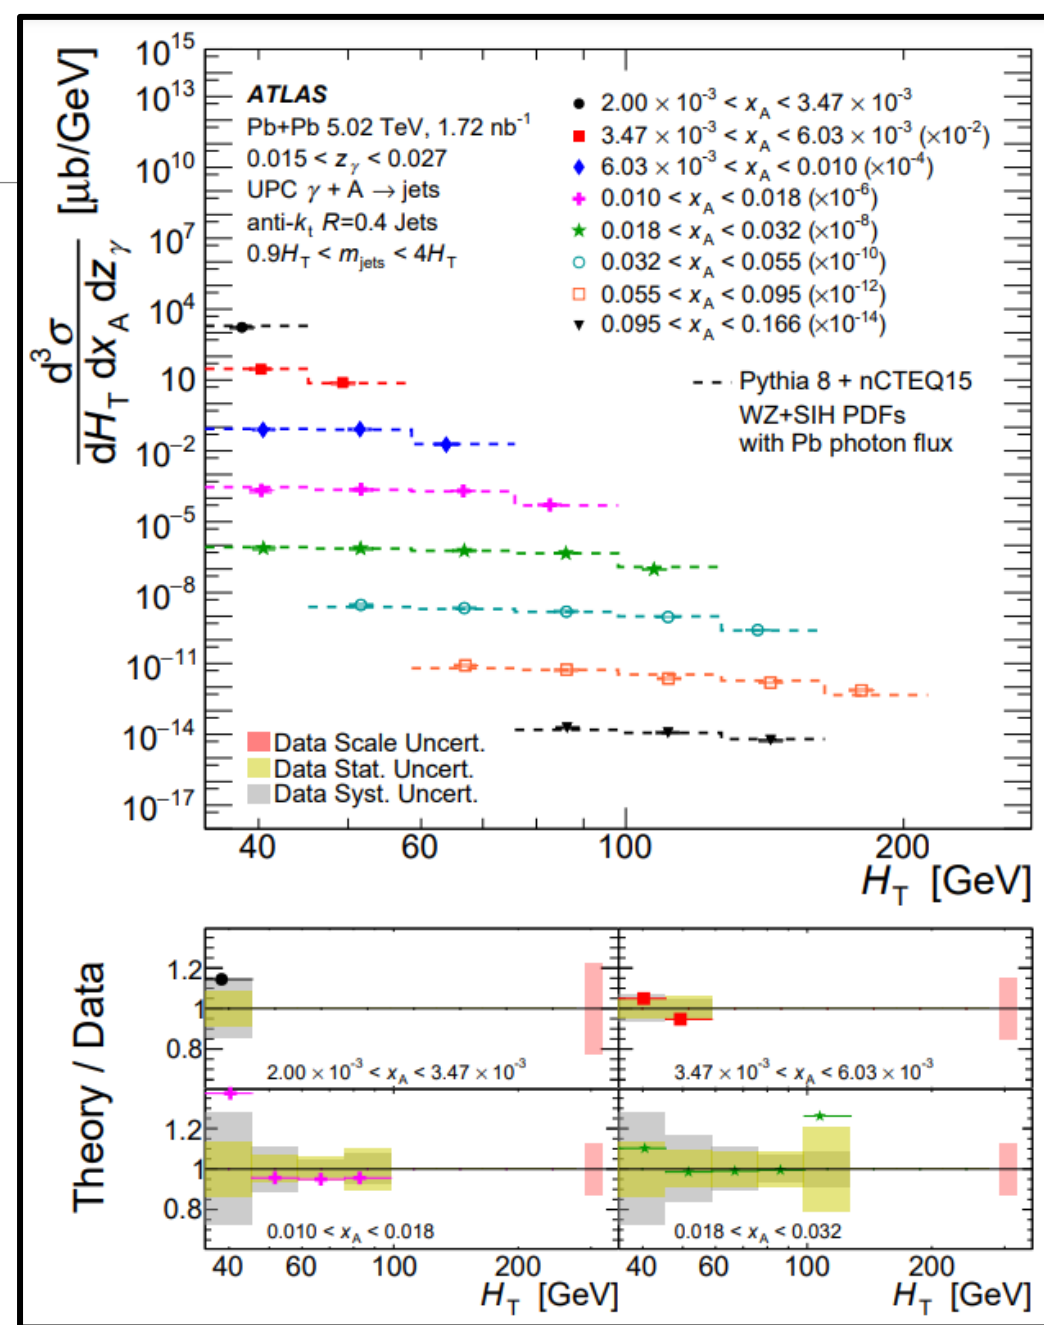 10¹⁵
10¹³
10¹⁰
10⁷
10⁴
10
10⁻²
10⁻⁵
10⁻⁸
10⁻¹¹
10⁻¹⁴
10⁻¹⁷
d³σ / dH_T dx_A dz_γ [μb/GeV]
ATLAS
Pb+Pb 5.02 TeV, 1.72 nb⁻¹
0.015 < z_γ < 0.027
UPC γ + A → jets
anti-k_t R=0.4 Jets
0.9H_T < m_jets < 4H_T
2.00 × 10⁻³ < x_A < 3.47 × 10⁻³
3.47 × 10⁻³ < x_A < 6.03 × 10⁻³ (×10⁻²)
6.03 × 10⁻³ < x_A < 0.010 (×10⁻⁴)
0.010 < x_A < 0.018 (×10⁻⁶)
0.018 < x_A < 0.032 (×10⁻⁸)
0.032 < x_A < 0.055 (×10⁻¹⁰)
0.055 < x_A < 0.095 (×10⁻¹²)
0.095 < x_A < 0.166 (×10⁻¹⁴)
Pythia 8 + nCTEQ15
WZ+SIH PDFs
with Pb photon flux
Data Scale Uncert.
Data Stat. Uncert.
Data Syst. Uncert.
40 60 100 200
H_T [GeV]
Theory / Data
1.2
1
0.8
2.00 × 10⁻³ < x_A < 3.47 × 10⁻³
3.47 × 10⁻³ < x_A < 6.03 × 10⁻³
1.2
1
0.8
0.010 < x_A < 0.018
0.018 < x_A < 0.032
40 60 100 200
40 60 100 200
H_T [GeV]
H_T [GeV]